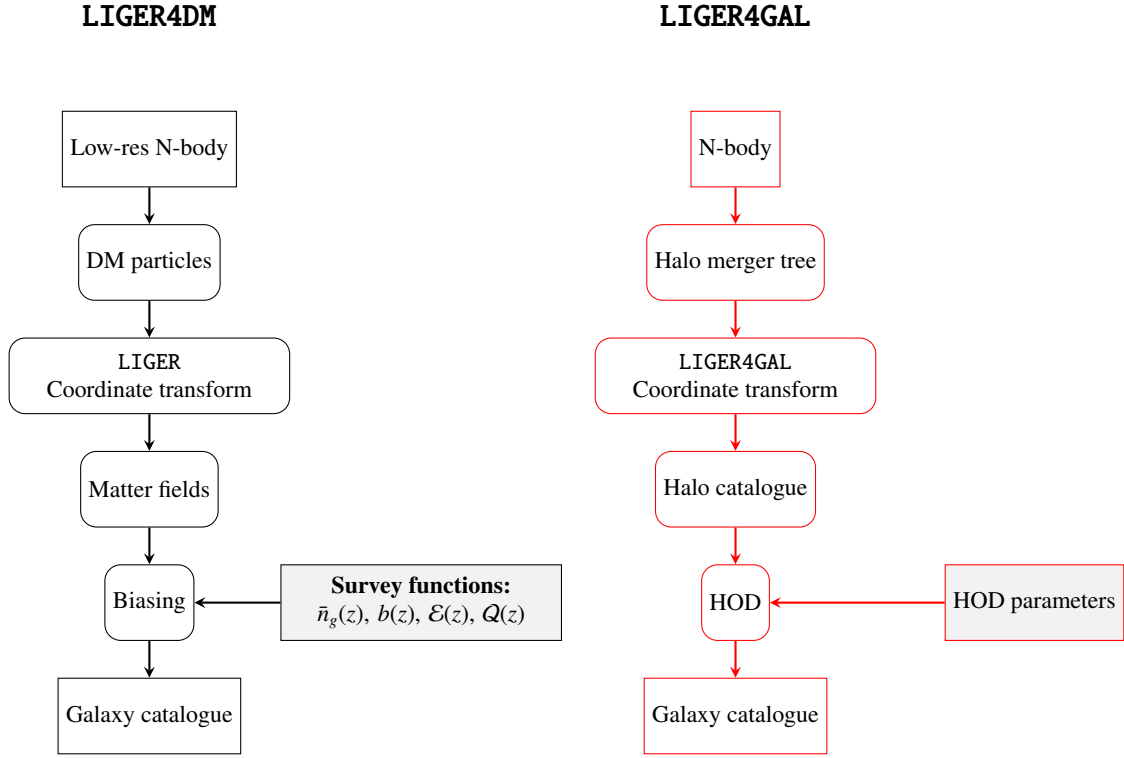 LIGER4DM
Low-res N-body
DM particles
LIGER
Coordinate transform
Matter fields
Biasing
Survey functions:
n̄_g(z), b(z), ℰ(z), 𝒬(z)
Galaxy catalogue
LIGER4GAL
N-body
Halo merger tree
LIGER4GAL
Coordinate transform
Halo catalogue
HOD
HOD parameters
Galaxy catalogue